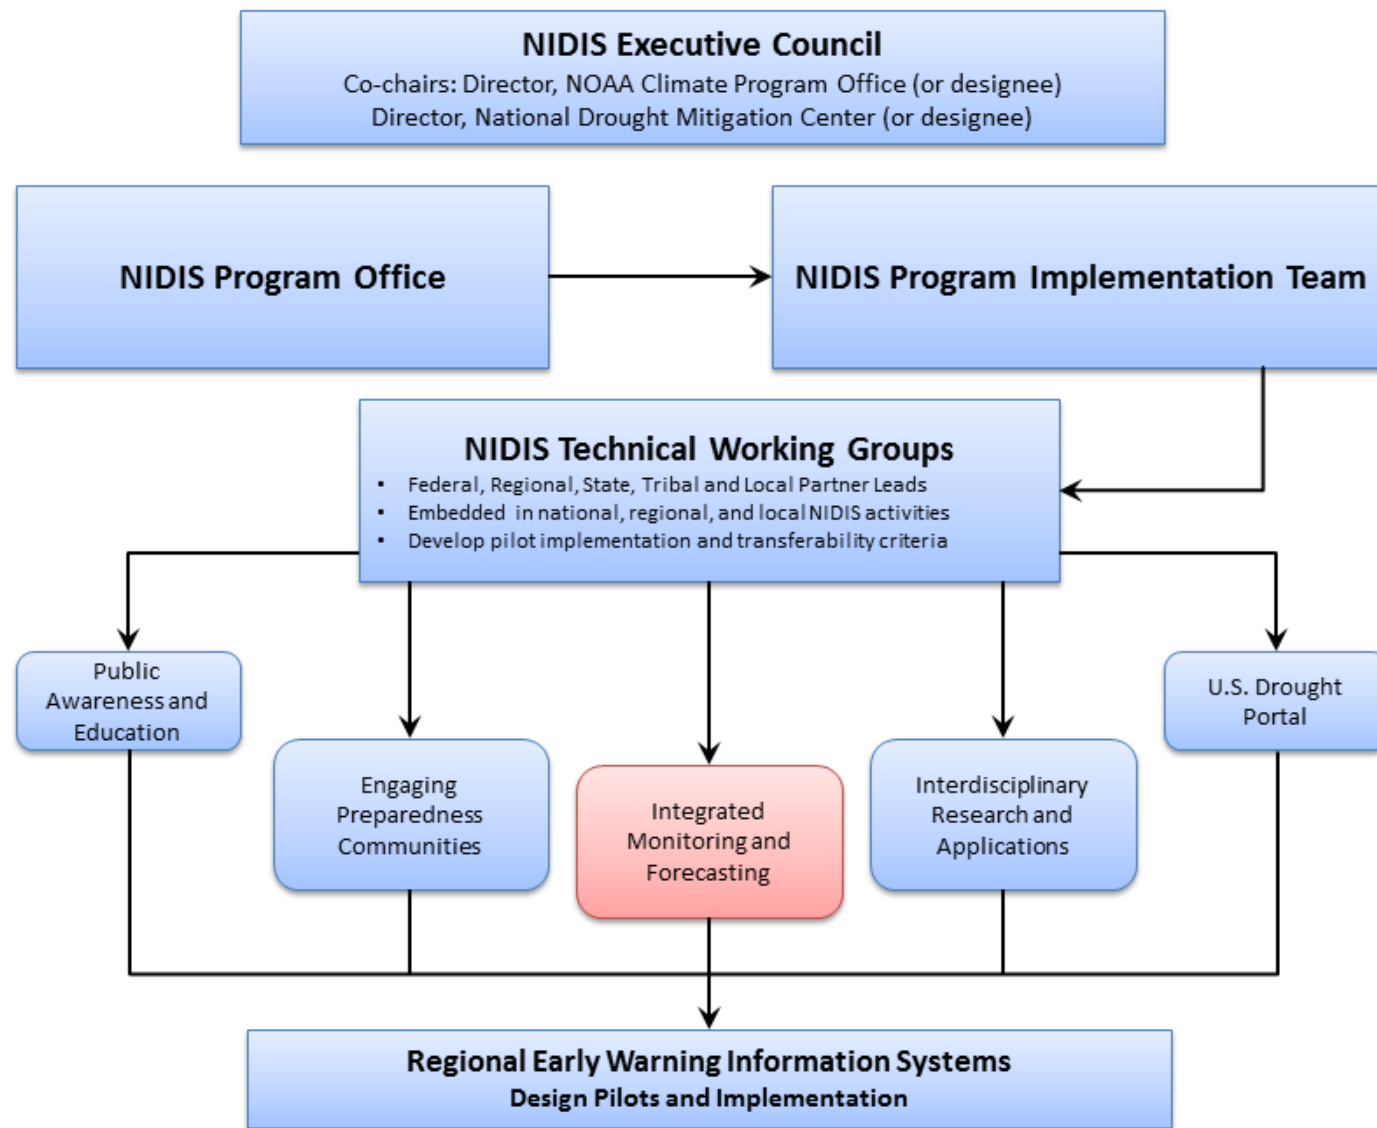 NIDIS Executive Council
Co-chairs: Director, NOAA Climate Program Office (or designee)
Director, National Drought Mitigation Center (or designee)
NIDIS Program Office
NIDIS Program Implementation Team
NIDIS Technical Working Groups
• Federal, Regional, State, Tribal and Local Partner Leads
• Embedded in national, regional, and local NIDIS activities
• Develop pilot implementation and transferability criteria
Public
Awareness and
Education
Engaging
Preparedness
Communities
Integrated
Monitoring and
Forecasting
Interdisciplinary
Research and
Applications
U.S. Drought
Portal
Regional Early Warning Information Systems
Design Pilots and Implementation